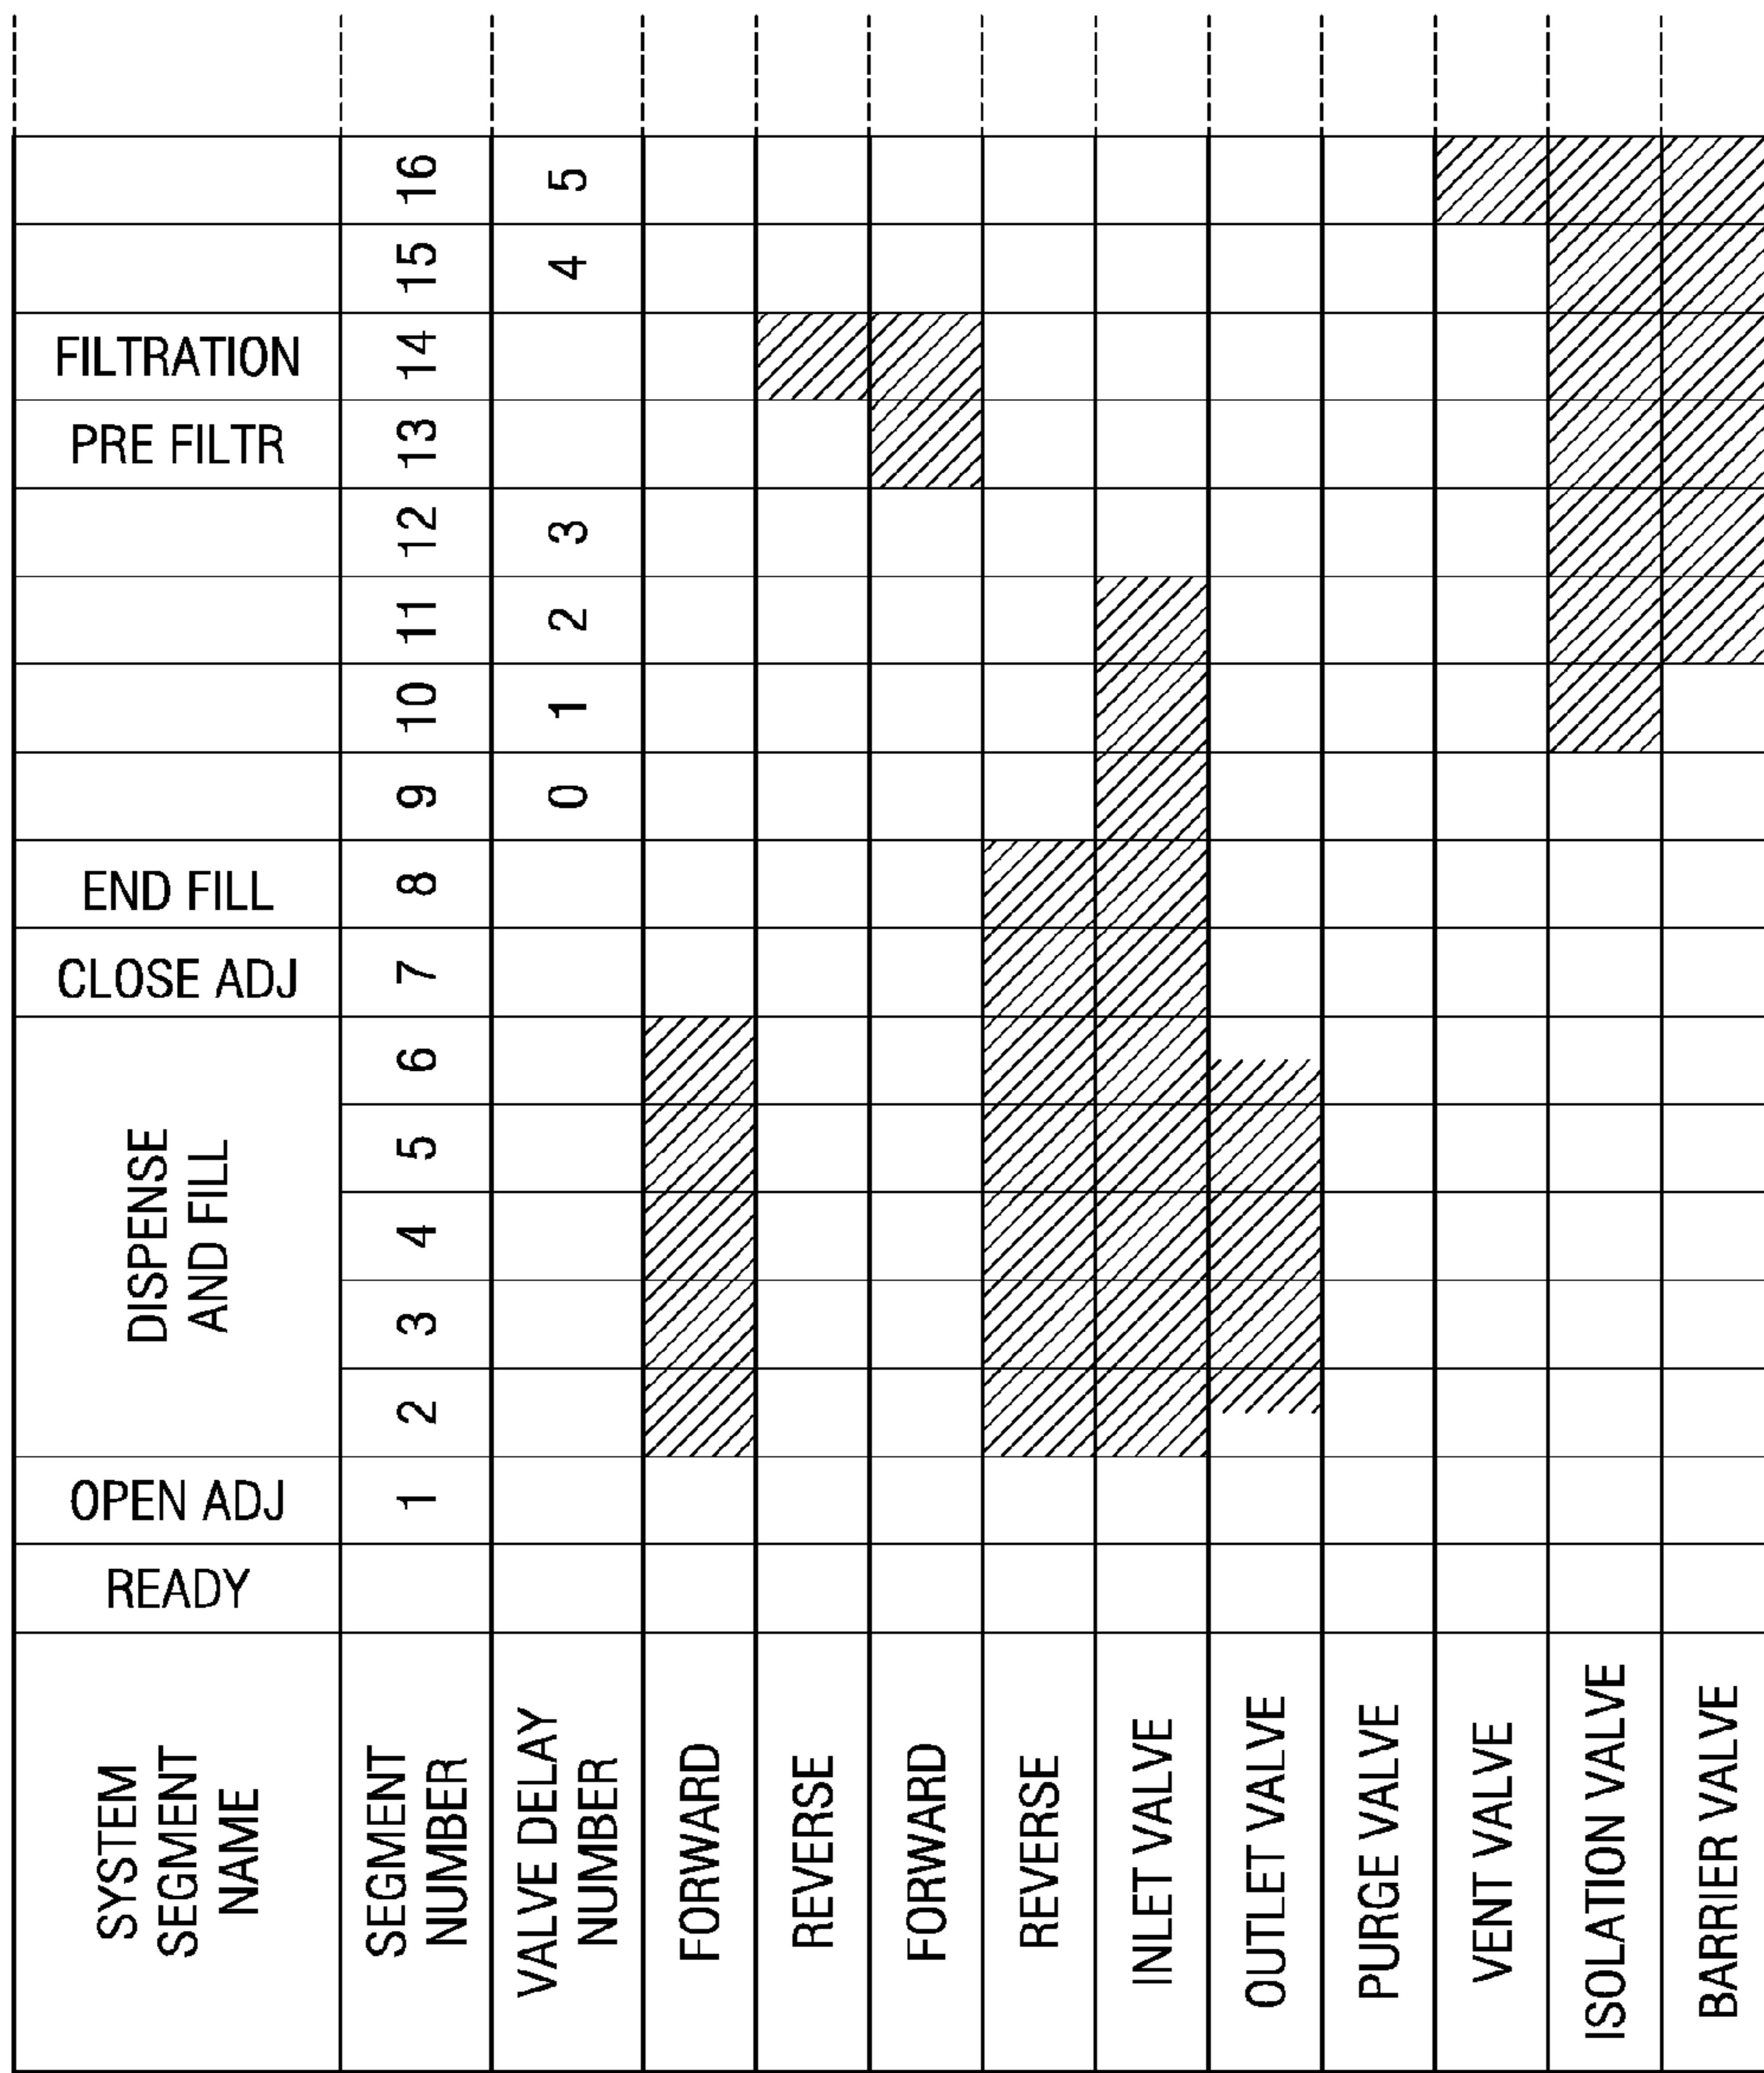 FILTRATION
PRE FILTR
END FILL
CLOSE ADJ
DISPENSE
AND FILL
OPEN ADJ
READY
SYSTEM
SEGMENT
NAME
16
15
14
13
12
11
10
9
8
7
6
5
4
3
2
1
SEGMENT
NUMBER
5
4
3
2
1
0
VALVE DELAY
NUMBER
FORWARD
REVERSE
FORWARD
REVERSE
INLET VALVE
OUTLET VALVE
PURGE VALVE
VENT VALVE
ISOLATION VALVE
BARRIER VALVE